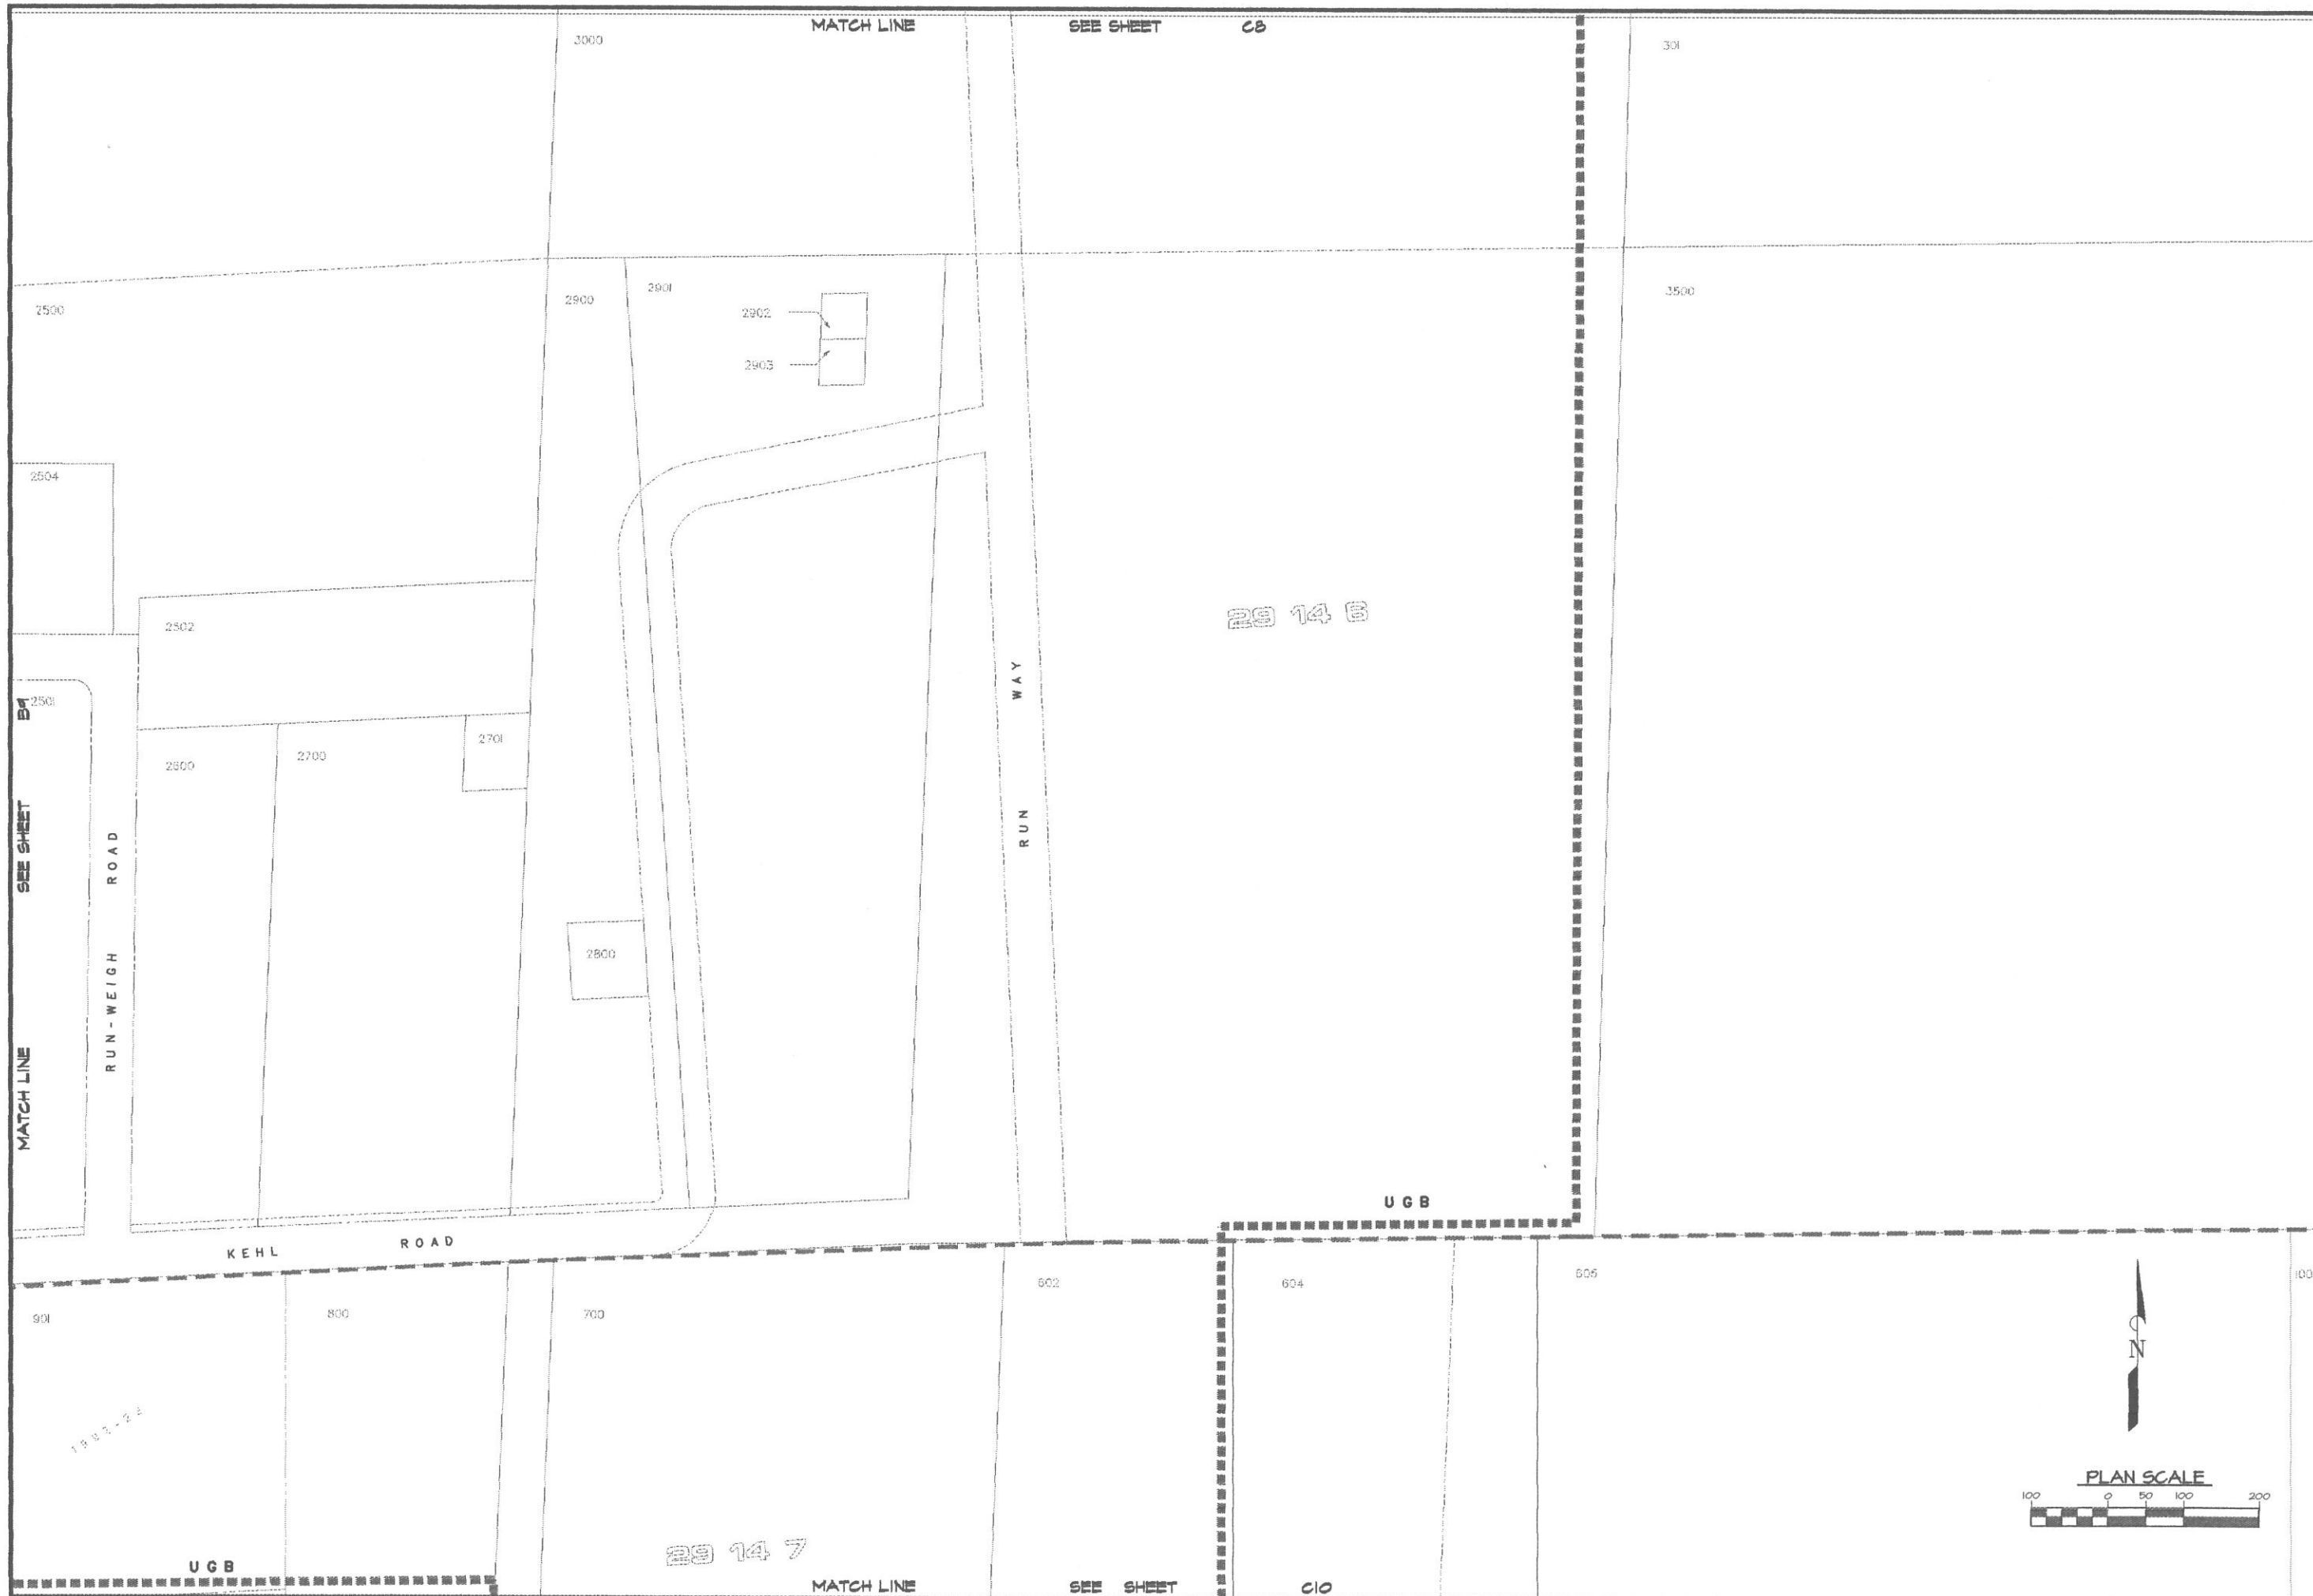 MATCH LINE SEE SHEET C8
3000
301
2500
2900
2901
2902
2903
3500
2504
2502
29 14 6
2501
2600
2700
2701
2800
MATCH LINE SEE SHEET B9
RUN-WEIGH ROAD
RUN WAY
UGB
KEHL ROAD
901
800
700
602
604
605
N
PLAN SCALE
100 0 50 100 200
UGB
29 14 7
MATCH LINE SEE SHEET C10